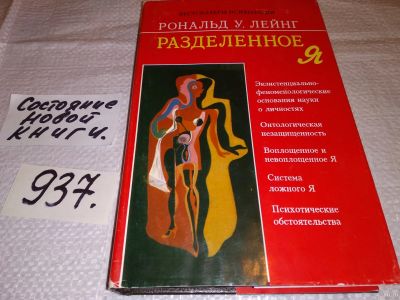 РОНАЛЬД У. ЛЕЙНГ
РАЗДЕЛЕННОЕ
Я
Экзистенциально-
феноменологические
основания науки
о личностях
Онтологическая
незащищенность
Воплощенное и
невоплощенное Я
Система
ложного Я
Психотические
обстоятельства
Состояние
новой
книги.
937.